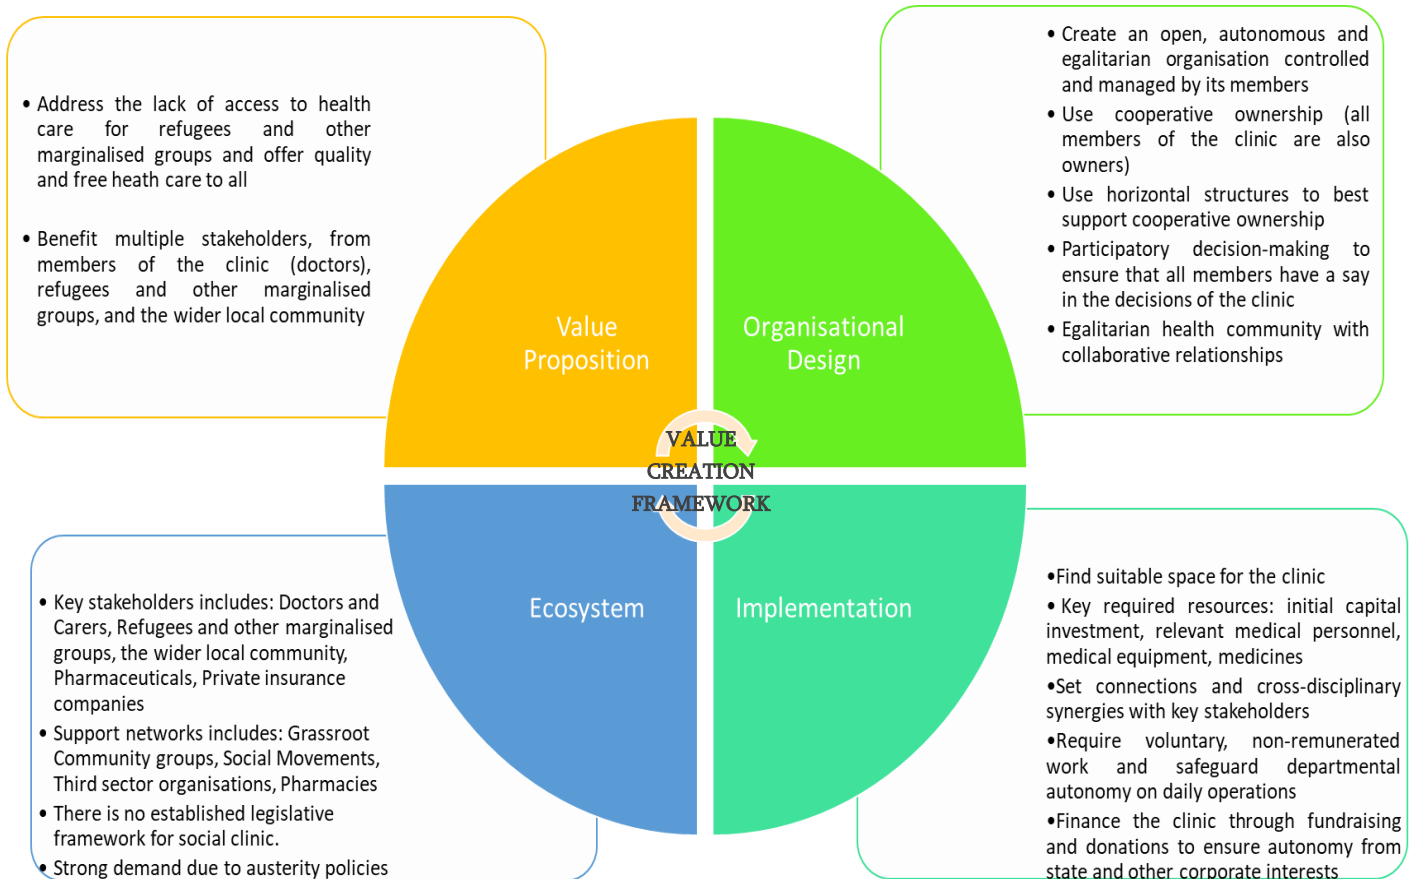 • Address the lack of access to health
care for refugees and other
marginalised groups and offer quality
and free heath care to all
• Benefit multiple stakeholders, from
members of the clinic (doctors),
refugees and other marginalised
groups, and the wider local community
• Create an open, autonomous and
egalitarian organisation controlled
and managed by its members
• Use cooperative ownership (all
members of the clinic are also
owners)
• Use horizontal structures to best
support cooperative ownership
• Participatory decision-making to
ensure that all members have a say
in the decisions of the clinic
• Egalitarian health community with
collaborative relationships
Value
Proposition
Organisational
Design
VALUE
CREATION
FRAMEWORK
Ecosystem
Implementation
• Key stakeholders includes: Doctors and
Carers, Refugees and other marginalised
groups, the wider local community,
Pharmaceuticals, Private insurance
companies
• Support networks includes: Grassroot
Community groups, Social Movements,
Third sector organisations, Pharmacies
• There is no established legislative
framework for social clinic.
• Strong demand due to austerity policies
•Find suitable space for the clinic
• Key required resources: initial capital
investment, relevant medical personnel,
medical equipment, medicines
•Set connections and cross-disciplinary
synergies with key stakeholders
•Require voluntary, non-remunerated
work and safeguard departmental
autonomy on daily operations
•Finance the clinic through fundraising
and donations to ensure autonomy from
state and other corporate interests